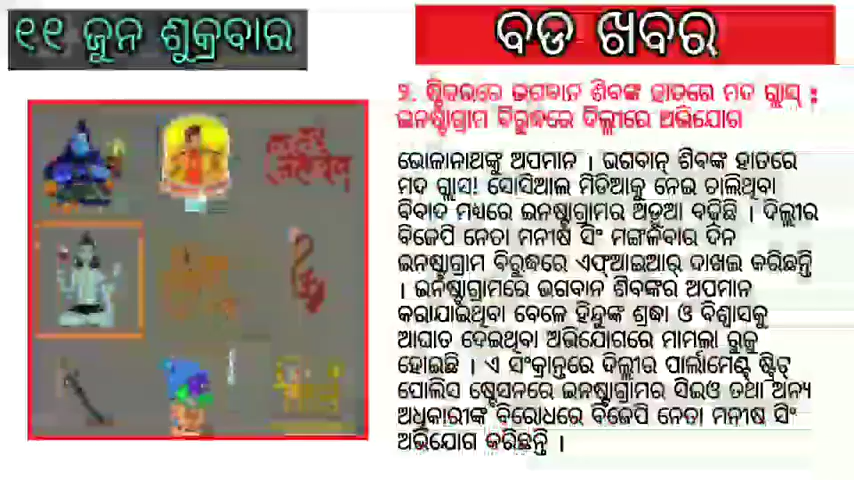 ୧୧ ଜୁନ ଶୁକ୍ରବାର
ବଡ ଖବର
୨. ଷ୍ଟିକରରେ ଭଗବାନ ଶିବଙ୍କ ହାତରେ ମଦ ଗ୍ଲାସ୍ :
ଇନଷ୍ଟାଗ୍ରାମ ବିରୁଦ୍ଧରେ ଦିଲ୍ଲୀରେ ଅଭିଯୋଗ
ଭୋଳାନାଥଙ୍କୁ ଅପମାନ । ଭଗବାନ୍ ଶିବଙ୍କ ହାତରେ
ମଦ ଗ୍ଲାସ! ସୋସିଆଲ ମିଡିଆକୁ ନେଇ ଚାଲିଥିବା
ବିବାଦ ମଧ୍ୟରେ ଇନଷ୍ଟାଗ୍ରାମର ଅଡୁଆ ବଢ଼ିଛି । ଦିଲ୍ଲୀର
ବିଜେପି ନେତା ମନୀଷ ସିଂ ମଙ୍ଗଳବାର ଦିନ
ଇନଷ୍ଟାଗ୍ରାମ ବିରୁଦ୍ଧରେ ଏଫ୍ଆଇଆର୍ ଦାଖଲ କରିଛନ୍ତି
। ଇନଷ୍ଟାଗ୍ରାମରେ ଭଗବାନ ଶିବଙ୍କର ଅପମାନ
କରାଯାଇଥିବା ବେଳେ ହିନ୍ଦୁଙ୍କ ଶ୍ରଦ୍ଧା ଓ ବିଶ୍ୱାସକୁ
ଆଘାତ ଦେଇଥିବା ଅଭିଯୋଗରେ ମାମଲା ରୁଜୁ
ହୋଇଛି । ଏ ସଂକ୍ରାନ୍ତରେ ଦିଲ୍ଲୀର ପାର୍ଲାମେଣ୍ଟ ଷ୍ଟ୍ରିଟ୍
ପୋଲିସ ଷ୍ଟେସନରେ ଇନଷ୍ଟାଗ୍ରାମର ସିଇଓ ତଥା ଅନ୍ୟ
ଅଧିକାରୀଙ୍କ ବିରୋଧରେ ବିଜେପି ନେତା ମନୀଷ ସିଂ
ଅଭିଯୋଗ କରିଛନ୍ତି ।